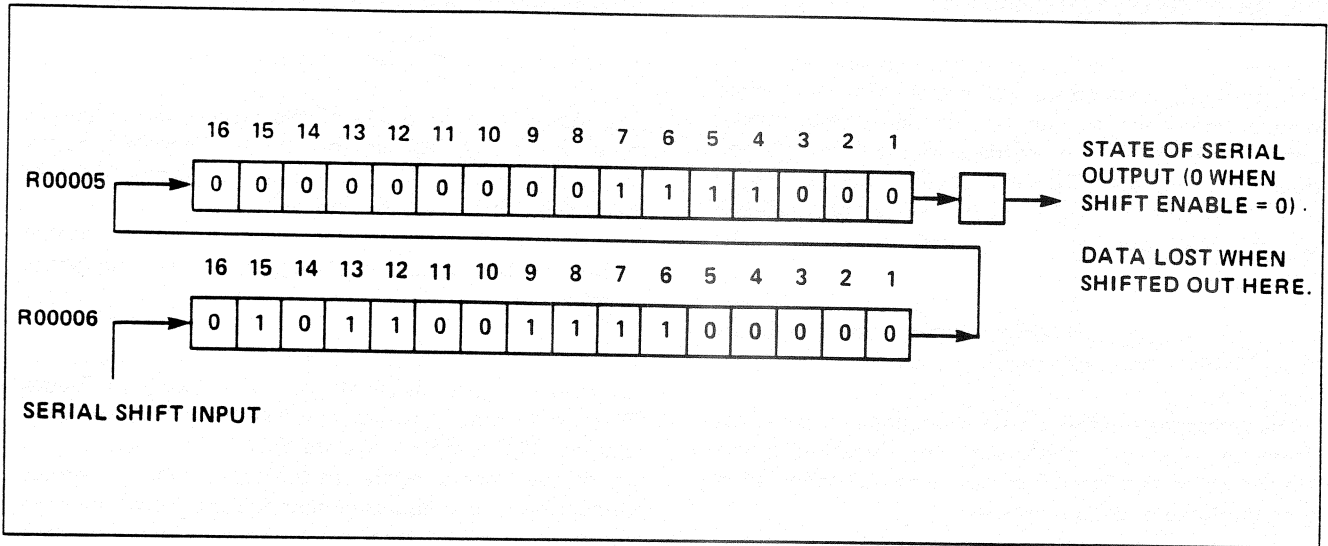 16 15 14 13 12 11 10 9 8 7 6 5 4 3 2 1
R00005 0 0 0 0 0 0 0 0 0 1 1 1 1 0 0 0
STATE OF SERIAL
OUTPUT (0 WHEN
SHIFT ENABLE = 0).
DATA LOST WHEN
SHIFTED OUT HERE.
16 15 14 13 12 11 10 9 8 7 6 5 4 3 2 1
R00006 0 1 0 1 1 0 0 1 1 1 1 0 0 0 0 0
SERIAL SHIFT INPUT